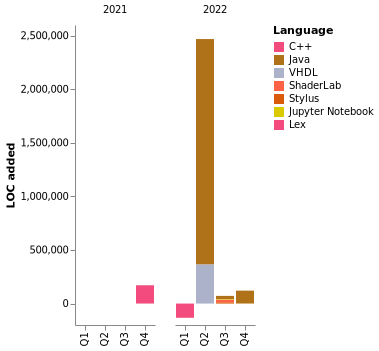 2021 2022
Language
C++
Java
VHDL
ShaderLab
Stylus
Jupyter Notebook
Lex
LOC added
2,500,000
2,000,000
1,500,000
1,000,000
500,000
0
Q1 Q2 Q3 Q4 Q1 Q2 Q3 Q4